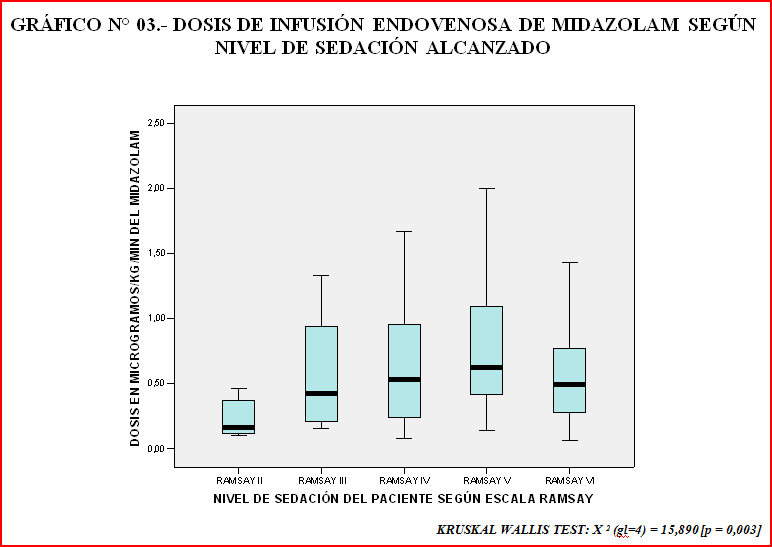 GRÁFICO N° 03.- DOSIS DE INFUSIÓN ENDOVENOSA DE MIDAZOLAM SEGÚN
NIVEL DE SEDACIÓN ALCANZADO
DOSIS EN MICROGRAMOS/KG/MIN DEL MIDAZOLAM
2,50
2,00
1,50
1,00
0,50
0,00
RAMSAY II RAMSAY III RAMSAY IV RAMSAY V RAMSAY VI
NIVEL DE SEDACIÓN DEL PACIENTE SEGÚN ESCALA RAMSAY
KRUSKAL WALLIS TEST: X ² (gl=4) = 15,890 [p = 0,003]